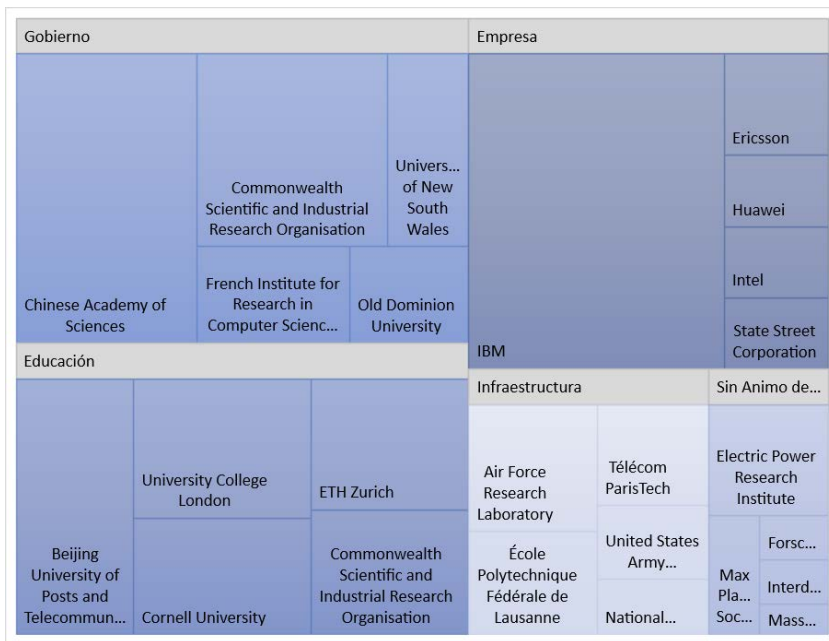 Gobierno
Chinese Academy of
Sciences
Commonwealth
Scientific and Industrial
Research Organisation
Univers...
of New
South
Wales
French Institute for
Research in
Computer Scienc...
Old Dominion
University
Empresa
IBM
Ericsson
Huawei
Intel
State Street
Corporation
Educación
Beijing
University of
Posts and
Telecommun...
University College
London
Cornell University
ETH Zurich
Commonwealth
Scientific and
Industrial Research
Organisation
Infraestructura
Air Force
Research
Laboratory
École
Polytechnique
Fédérale de
Lausanne
Télécom
ParisTech
United States
Army...
National...
Sin Animo de...
Electric Power
Research
Institute
Max
Pla...
Soc...
Forsc...
Interd...
Mass...